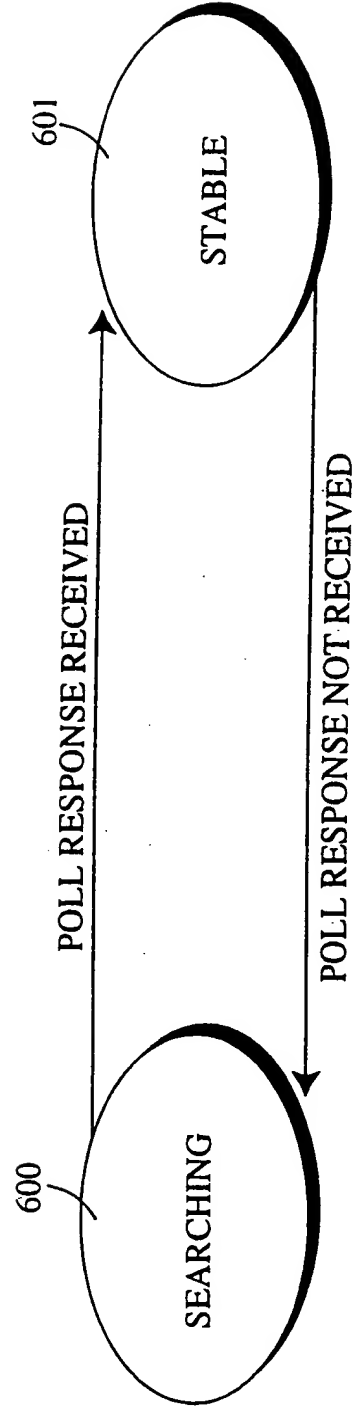 600
601
POLL RESPONSE RECEIVED
SEARCHING
STABLE
POLL RESPONSE NOT RECEIVED